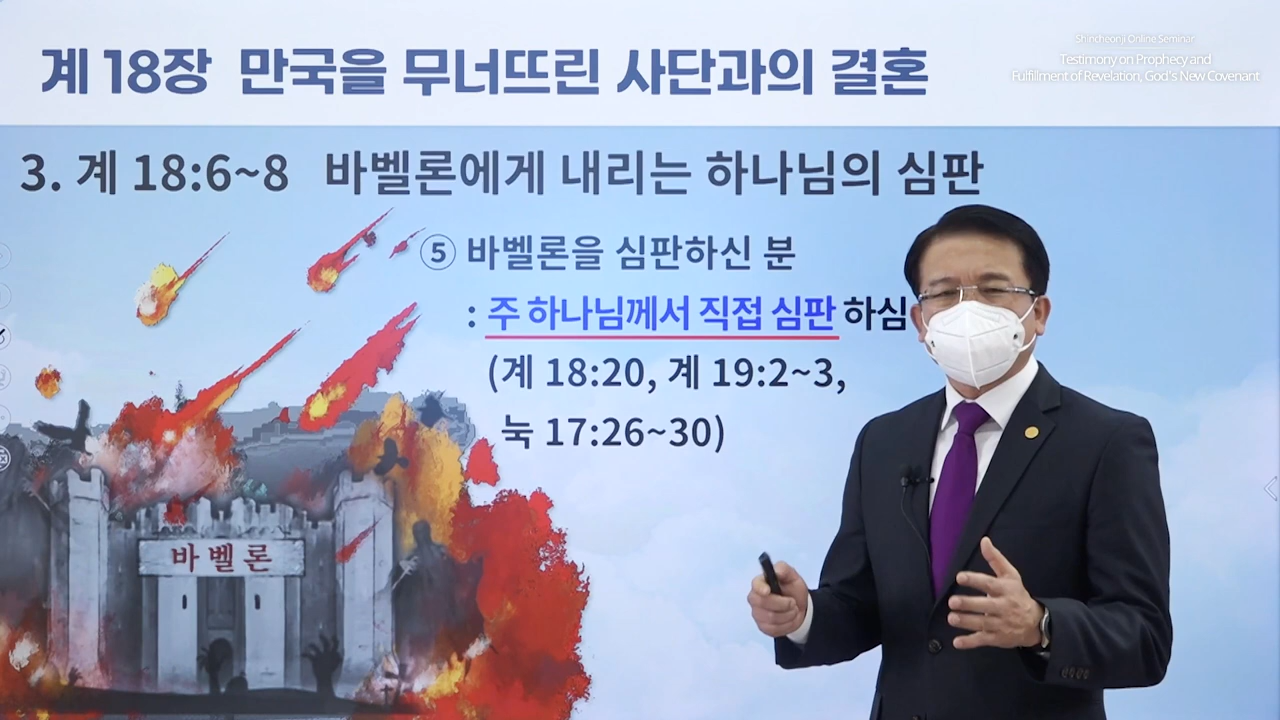 Shincheonji Online Seminar
Testimony on Prophecy and
Fulfillment of Revelation, God's New Covenant
계 18장 만국을 무너뜨린 사단과의 결혼
3. 계 18:6~8 바벨론에게 내리는 하나님의 심판
⑤ 바벨론을 심판하신 분
: 주 하나님께서 직접 심판 하심
(계 18:20, 계 19:2~3,
눅 17:26~30)
바벨론